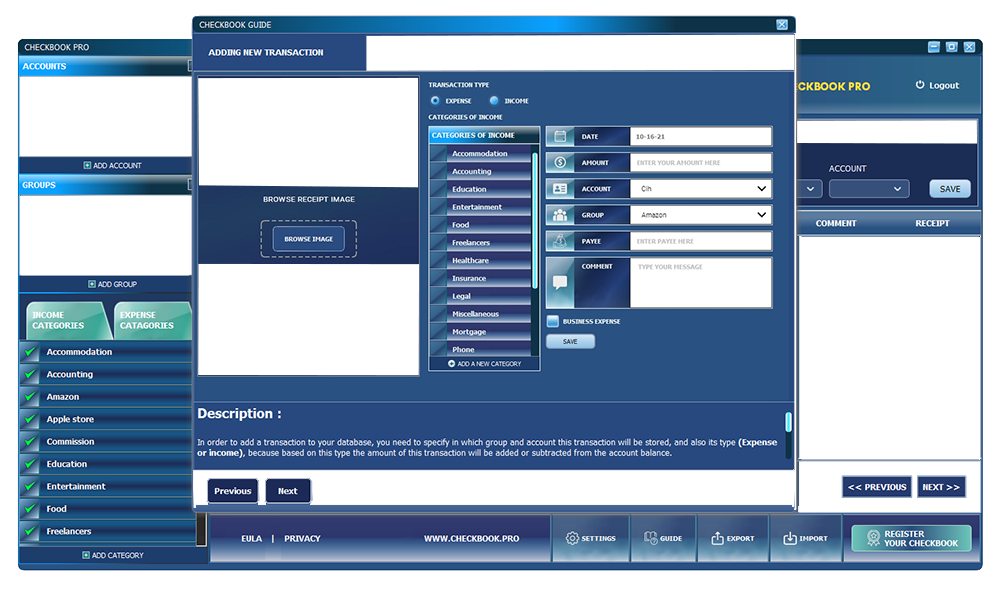 CHECKBOOK GUIDE
ADDING NEW TRANSACTION
TRANSACTION TYPE
EXPENSE
INCOME
CATEGORIES OF INCOME
CATEGORIES OF INCOME
Accommodation
Accounting
Education
Entertainment
Food
Freelancers
Healthcare
Insurance
Legal
Miscellaneous
Mortgage
Phone
ADD A NEW CATEGORY
BROWSE RECEIPT IMAGE
BROWSE IMAGE
DATE
10-16-21
AMOUNT
ENTER YOUR AMOUNT HERE
ACCOUNT
Cih
GROUP
Amazon
PAYEE
ENTER PAYEE HERE
COMMENT
TYPE YOUR MESSAGE
BUSINESS EXPENSE
SAVE
Description :
In order to add a transaction to your database, you need to specify in which group and account this transaction will be stored, and also its type (Expense
or income), because based on this type the amount of this transaction will be added or subtracted from the account balance.
Previous
Next
CHECKBOOK PRO
ACCOUNTS
ADD ACCOUNT
GROUPS
ADD GROUP
INCOME
CATEGORIES
EXPENSE
CATAGORIES
Accommodation
Accounting
Amazon
Apple store
Commission
Education
Entertainment
Food
Freelancers
ADD CATEGORY
CKBOOK PRO
Logout
ACCOUNT
SAVE
COMMENT
RECEIPT
<< PREVIOUS
NEXT >>
EULA | PRIVACY
WWW.CHECKBOOK.PRO
SETTINGS
GUIDE
EXPORT
IMPORT
REGISTER
YOUR CHECKBOOK